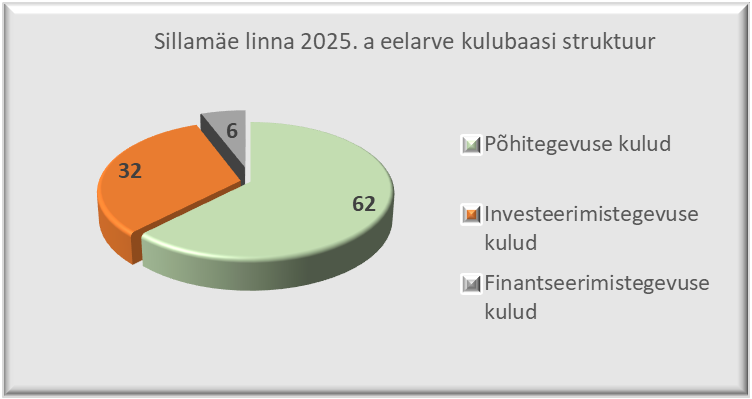 Sillamäe linna 2025. a eelarve kulubaasi struktuur
6
32
62
Põhitegevuse kulud
Investeerimistegevuse
kulud
Finantseerimistegevuse
kulud